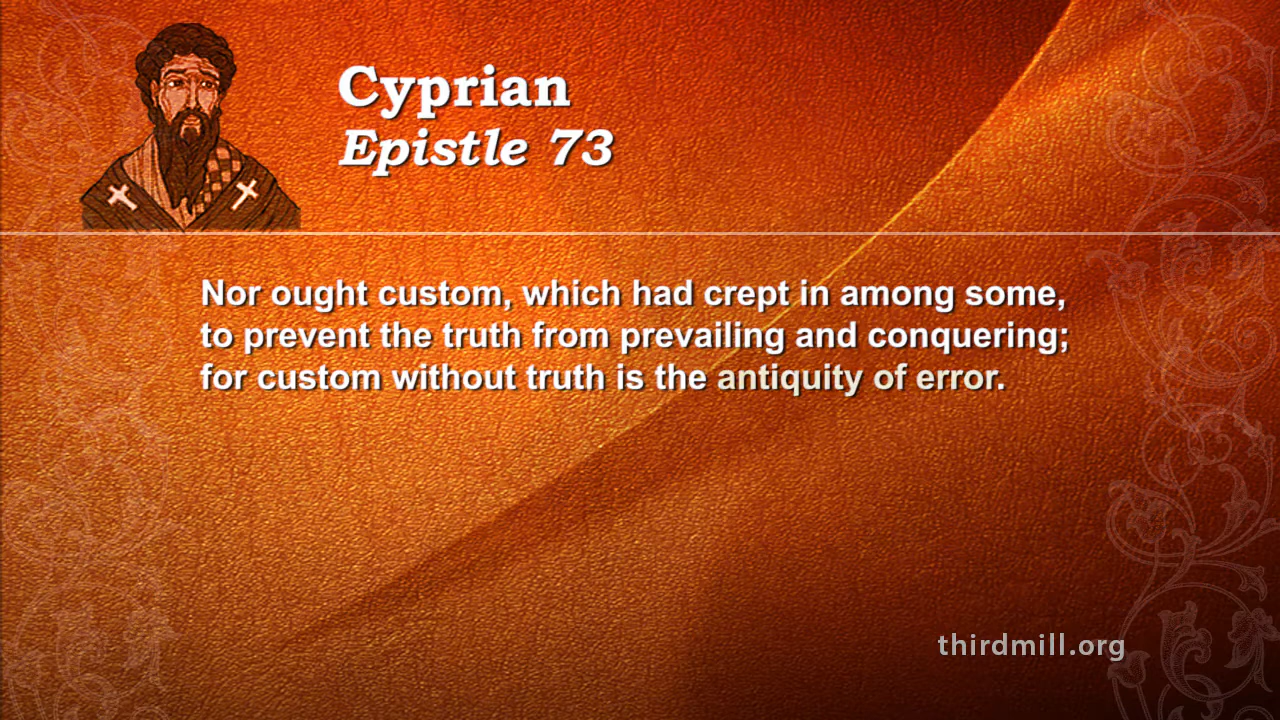 Cyprian
Epistle 73
Nor ought custom, which had crept in among some,
to prevent the truth from prevailing and conquering;
for custom without truth is the antiquity of error.
thirdmill.org